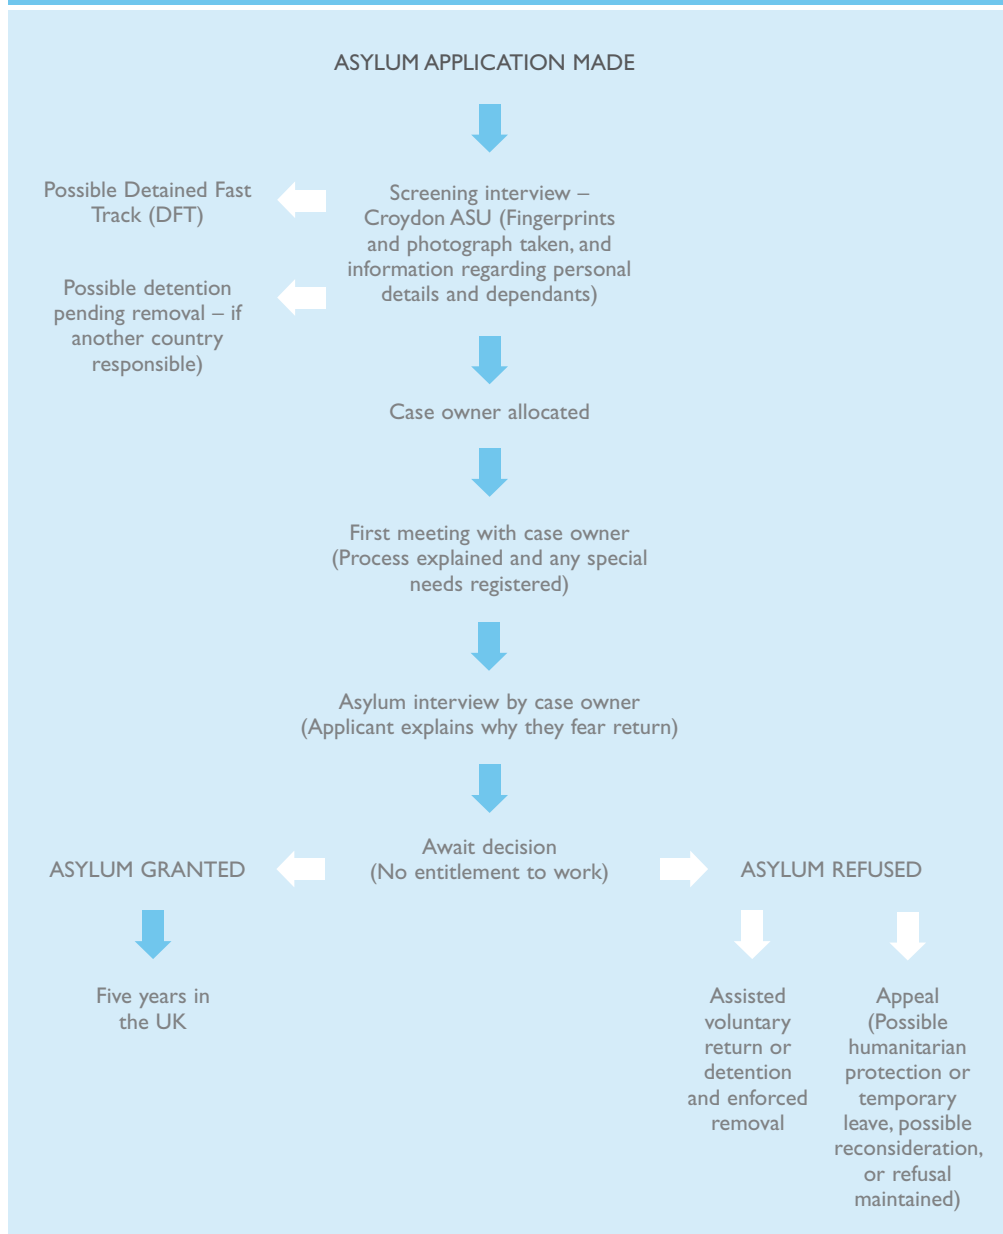 ASYLUM APPLICATION MADE
Possible Detained Fast
Track (DFT)
Screening interview –
Croydon ASU (Fingerprints
and photograph taken, and
information regarding personal
details and dependants)
Possible detention
pending removal – if
another country
responsible)
Case owner allocated
First meeting with case owner
(Process explained and any special
needs registered)
Asylum interview by case owner
(Applicant explains why they fear return)
Await decision
(No entitlement to work)
ASYLUM GRANTED
ASYLUM REFUSED
Five years in
the UK
Assisted
voluntary
return or
detention
and enforced
removal
Appeal
(Possible
humanitarian
protection or
temporary
leave, possible
reconsideration,
or refusal
maintained)